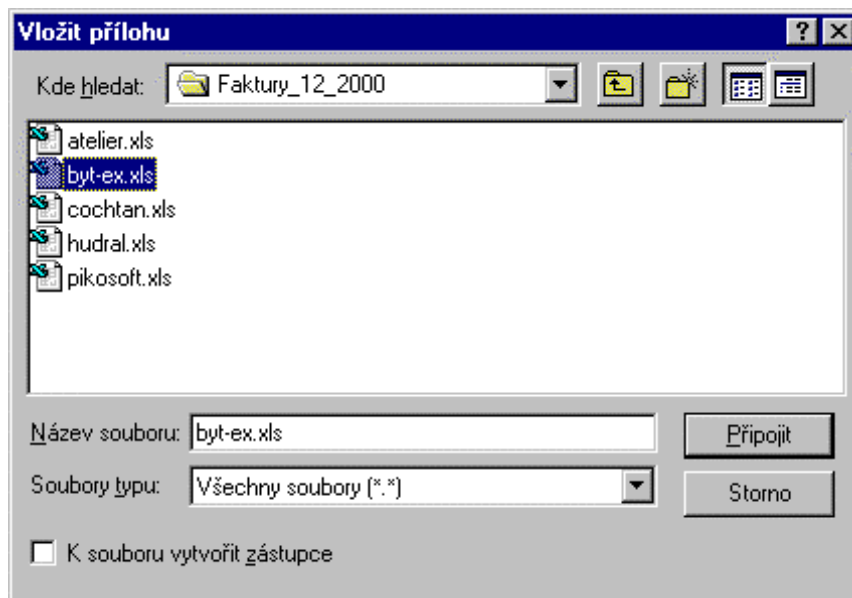 Vložit přílohu
Kde hledat: Faktury_12_2000
atelier.xls
byt-ex.xls
cochtan.xls
hudral.xls
pikosoft.xls
Název souboru: byt-ex.xls Připojit
Soubory typu: Všechny soubory (*.*) Storno
K souboru vytvořit zástupce